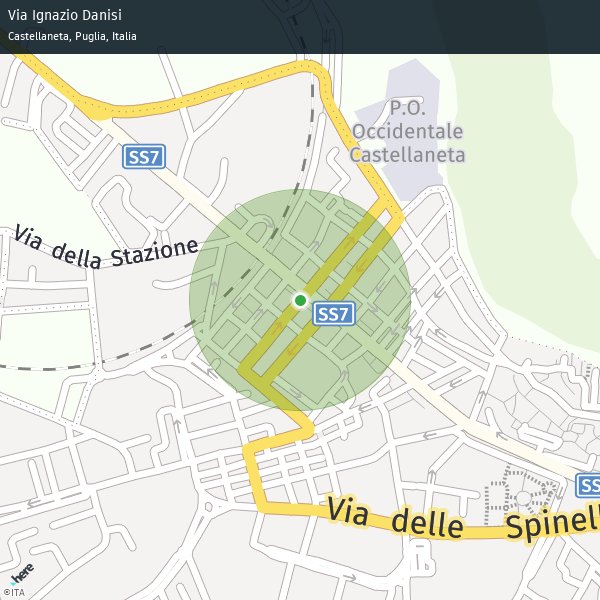 Via Ignazio Danisi
Castellaneta, Puglia, Italia
P.O.
Occidentale
Castellaneta
SS7
Via della Stazione
SS7
SS
Via delle Spinell
here
©ITA